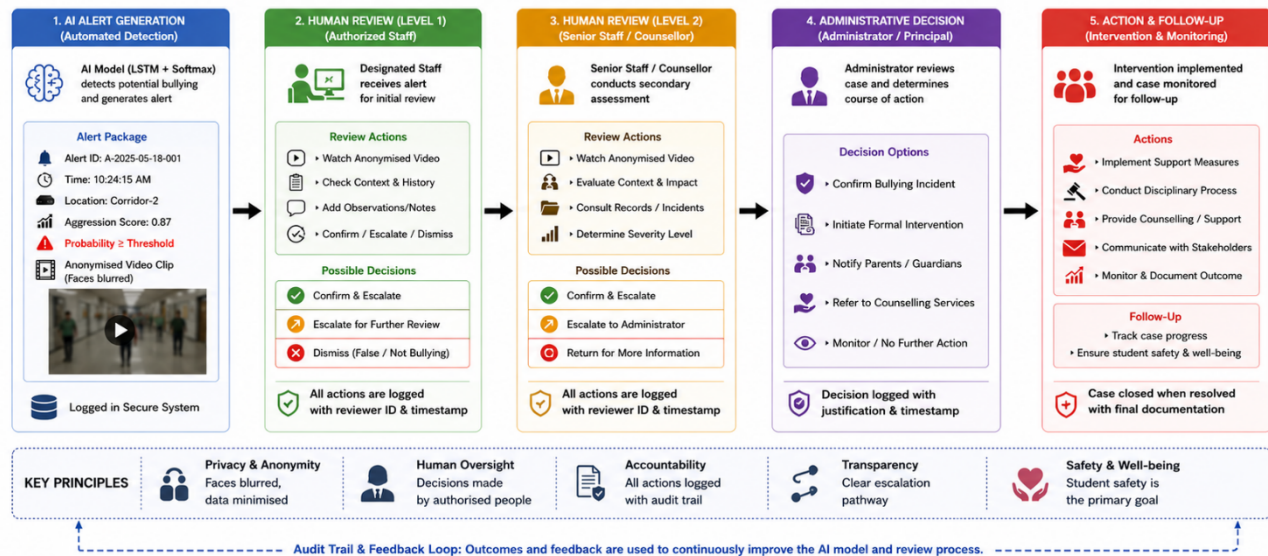 1. AI ALERT GENERATION
(Automated Detection)
AI Model (LSTM + Softmax)
detects potential bullying
and generates alert
Alert Package
Alert ID: A-2025-05-18-001
Time: 10:24:15 AM
Location: Corridor-2
Aggression Score: 0.87
Probability ≥ Threshold
Anonymised Video Clip
(Faces blurred)
Logged in Secure System
2. HUMAN REVIEW (LEVEL 1)
(Authorized Staff)
Designated Staff
receives alert
for initial review
Review Actions
‣ Watch Anonymised Video
‣ Check Context & History
‣ Add Observations/Notes
‣ Confirm / Escalate / Dismiss
Possible Decisions
Confirm & Escalate
Escalate for Further Review
Dismiss (False / Not Bullying)
All actions are logged
with reviewer ID & timestamp
3. HUMAN REVIEW (LEVEL 2)
(Senior Staff / Counsellor)
Senior Staff / Counsellor
conducts secondary
assessment
Review Actions
‣ Watch Anonymised Video
‣ Evaluate Context & Impact
‣ Consult Records / Incidents
‣ Determine Severity Level
Possible Decisions
Confirm & Escalate
Escalate to Administrator
Return for More Information
All actions are logged
with reviewer ID & timestamp
4. ADMINISTRATIVE DECISION
(Administrator / Principal)
Administrator reviews
case and determines
course of action
Decision Options
‣ Confirm Bullying Incident
‣ Initiate Formal Intervention
‣ Notify Parents / Guardians
‣ Refer to Counselling Services
‣ Monitor / No Further Action
Decision logged with
justification & timestamp
5. ACTION & FOLLOW-UP
(Intervention & Monitoring)
Intervention implemented
and case monitored
for follow-up
Actions
‣ Implement Support Measures
‣ Conduct Disciplinary Process
‣ Provide Counselling / Support
‣ Communicate with Stakeholders
‣ Monitor & Document Outcome
Follow-Up
‣ Track case progress
‣ Ensure student safety & well-being
Case closed when resolved
with final documentation
KEY PRINCIPLES
Privacy & Anonymity
Faces blurred,
data minimised
Human Oversight
Decisions made
by authorised people
Accountability
All actions logged
with audit trail
Transparency
Clear escalation
pathway
Safety & Well-being
Student safety is
the primary goal
Audit Trail & Feedback Loop: Outcomes and feedback are used to continuously improve the AI model and review process.